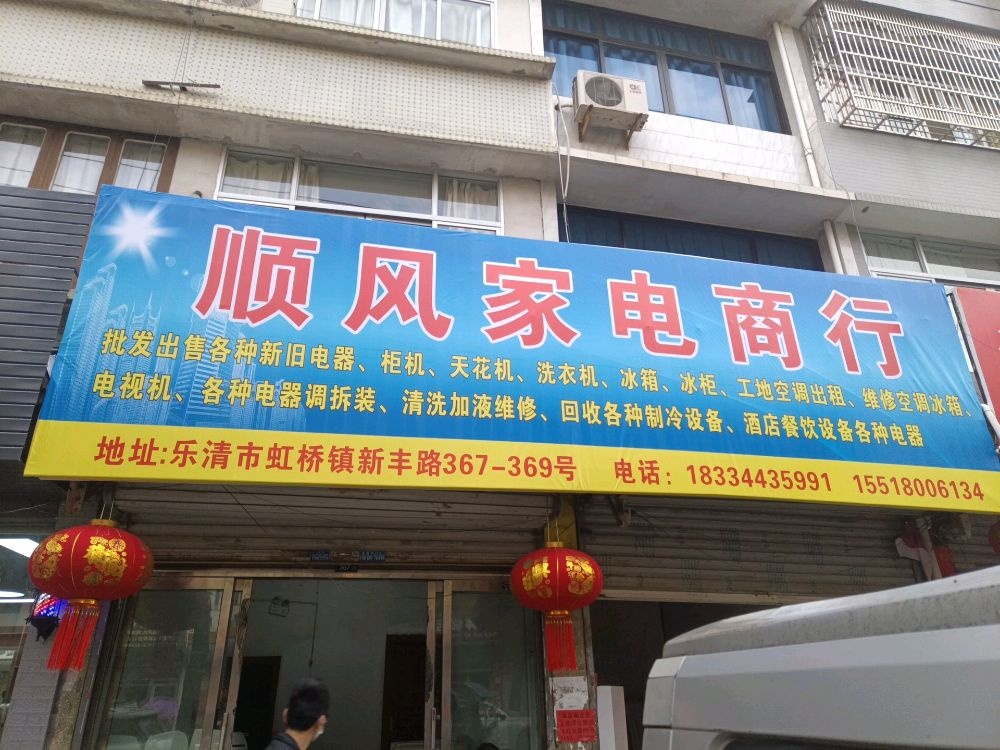 顺风家电商行
批发出售各种新旧电器、柜机、天花机、洗衣机、冰箱、冰柜、工地空调出租、维修空调冰箱、
电视机、各种电器调拆装、清洗加液维修、回收各种制冷设备、酒店餐饮设备各种电器
地址:乐清市虹桥镇新丰路367-369号 电话：18334435991 15518006134